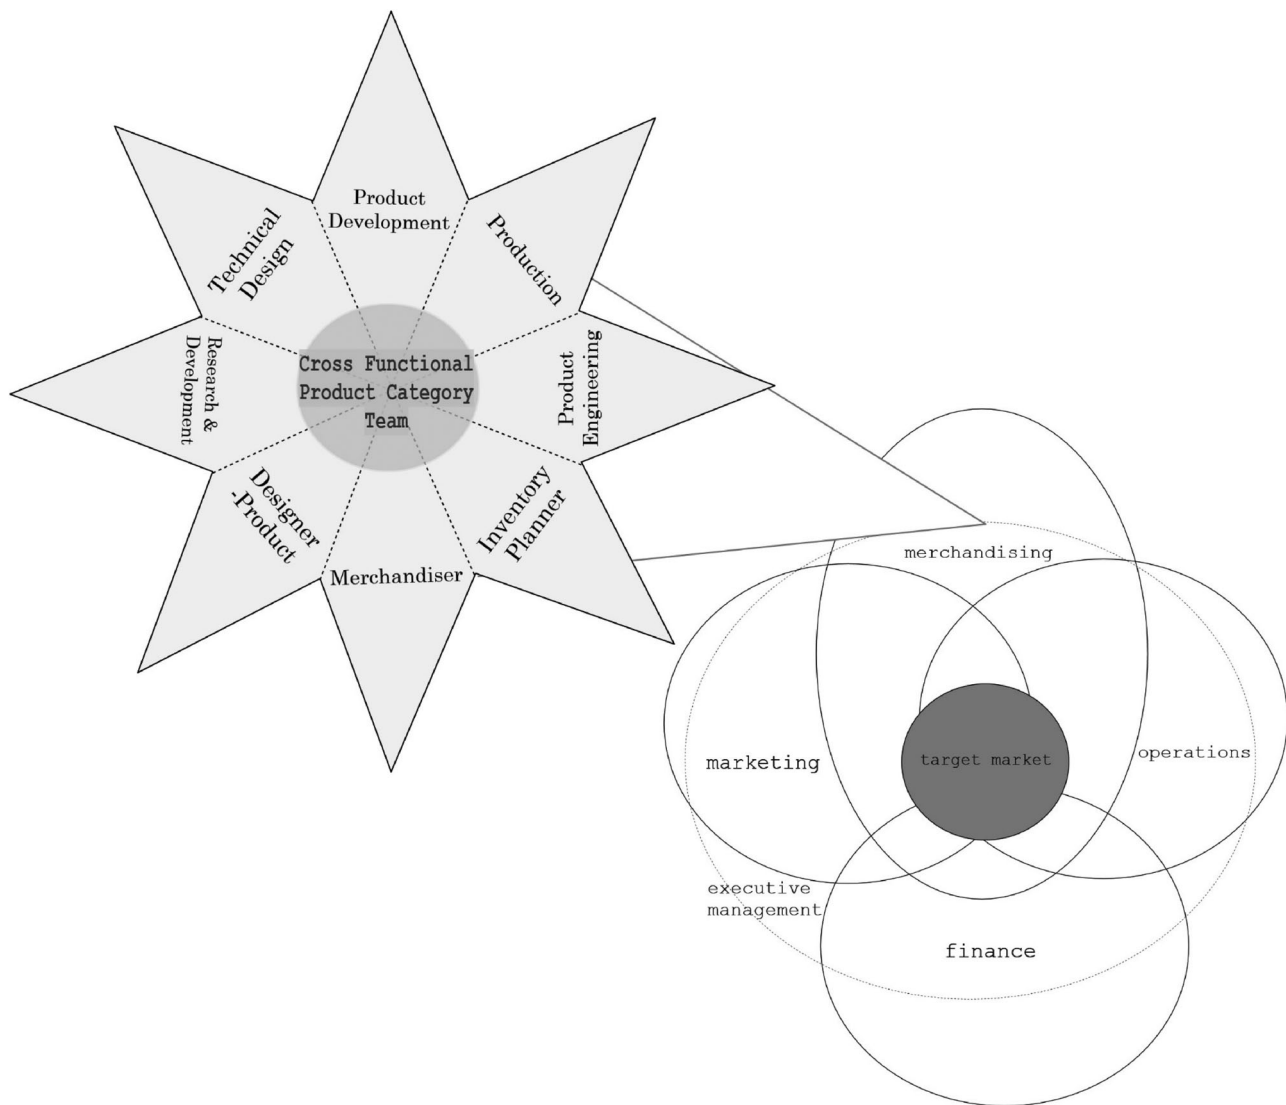 Product
Development
Production
Product
Engineering
Inventory
Planner
Merchandiser
Designer
-Product
Research &
Development
Technical
Design
Cross Functional
Product Category
Team
merchandising
marketing
target market
operations
executive
management
finance